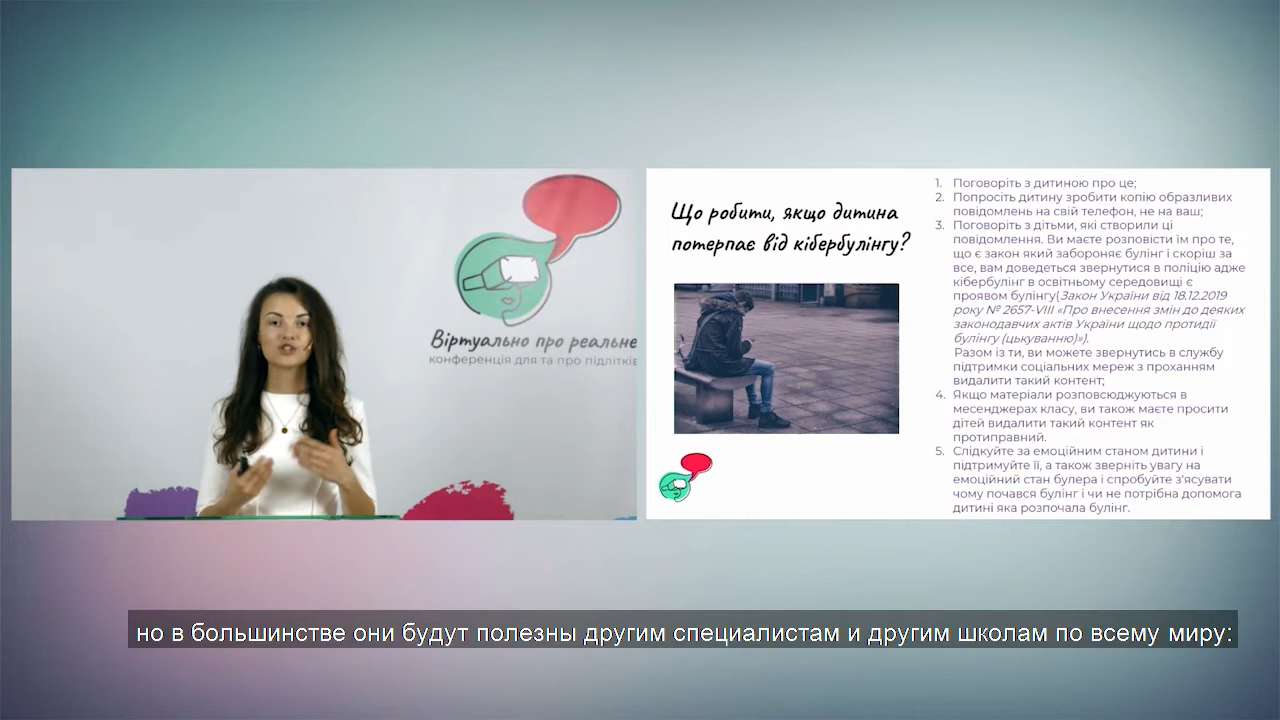 Віртуально про реальне
конференція для та про підлітків
Що робити, якщо дитина
потерпає від кібербулінгу?
1. Поговоріть з дитиною про це;
2. Попросіть дитину зробити копію образливих
повідомлень на свій телефон, не на ваш;
3. Поговоріть з дітьми, які створили ці
повідомлення. Ви маєте розповісти їм про те,
що є закон який забороняє булінг і скоріш за
все, вам доведеться звернутися в поліцію адже
кібербулінг в освітньому середовищі є
проявом булінгу(Закон України від 18.12.2019
року № 2657-VIII «Про внесення змін до деяких
законодавчих актів України щодо протидії
булінгу (цькуванню)»).
Разом із ти, ви можете звернутись в службу
підтримки соціальних мереж з проханням
видалити такий контент;
4. Якщо матеріали розповсюджуються в
месенджерах класу, ви також маєте просити
дітей видалити такий контент як
протиправний.
5. Слідкуйте за емоційним станом дитини і
підтримуйте її, а також зверніть увагу на
емоційний стан булера і спробуйте з'ясувати
чому почався булінг і чи не потрібна допомога
дитині яка розпочала булінг.
но в большинстве они будут полезны другим специалистам и другим школам по всему миру: